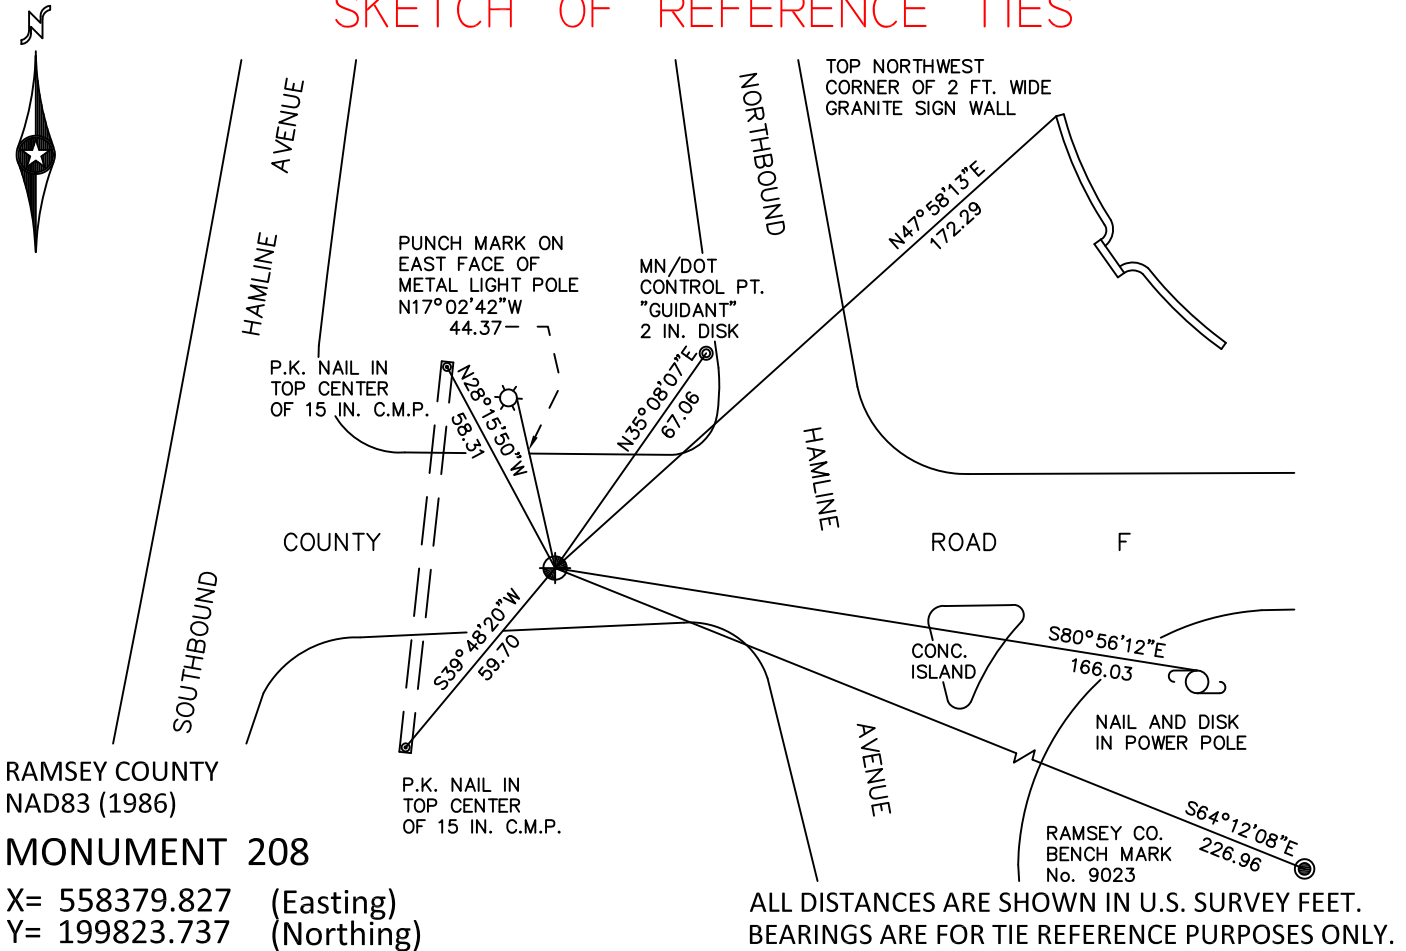 SKETCH OF REFERENCE TIES
N
TOP NORTHWEST
CORNER OF 2 FT. WIDE
GRANITE SIGN WALL
HAMLINE AVENUE
NORTHBOUND
N47°58'13"E
172.29
PUNCH MARK ON
EAST FACE OF
METAL LIGHT POLE
N17°02'42"W
44.37
MN/DOT
CONTROL PT.
"GUIDANT"
2 IN. DISK
P.K. NAIL IN
TOP CENTER
OF 15 IN. C.M.P.
N28°15'50"W
58.31
N35°08'07"E
67.06
HAMLINE
COUNTY ROAD F
SOUTHBOUND
S39°48'20"W
59.70
CONC.
ISLAND
S80°56'12"E
166.03
NAIL AND DISK
IN POWER POLE
AVENUE
P.K. NAIL IN
TOP CENTER
OF 15 IN. C.M.P.
S64°12'08"E
226.96
RAMSEY CO.
BENCH MARK
No. 9023
RAMSEY COUNTY
NAD83 (1986)
MONUMENT 208
X= 558379.827 (Easting)
Y= 199823.737 (Northing)
ALL DISTANCES ARE SHOWN IN U.S. SURVEY FEET.
BEARINGS ARE FOR TIE REFERENCE PURPOSES ONLY.